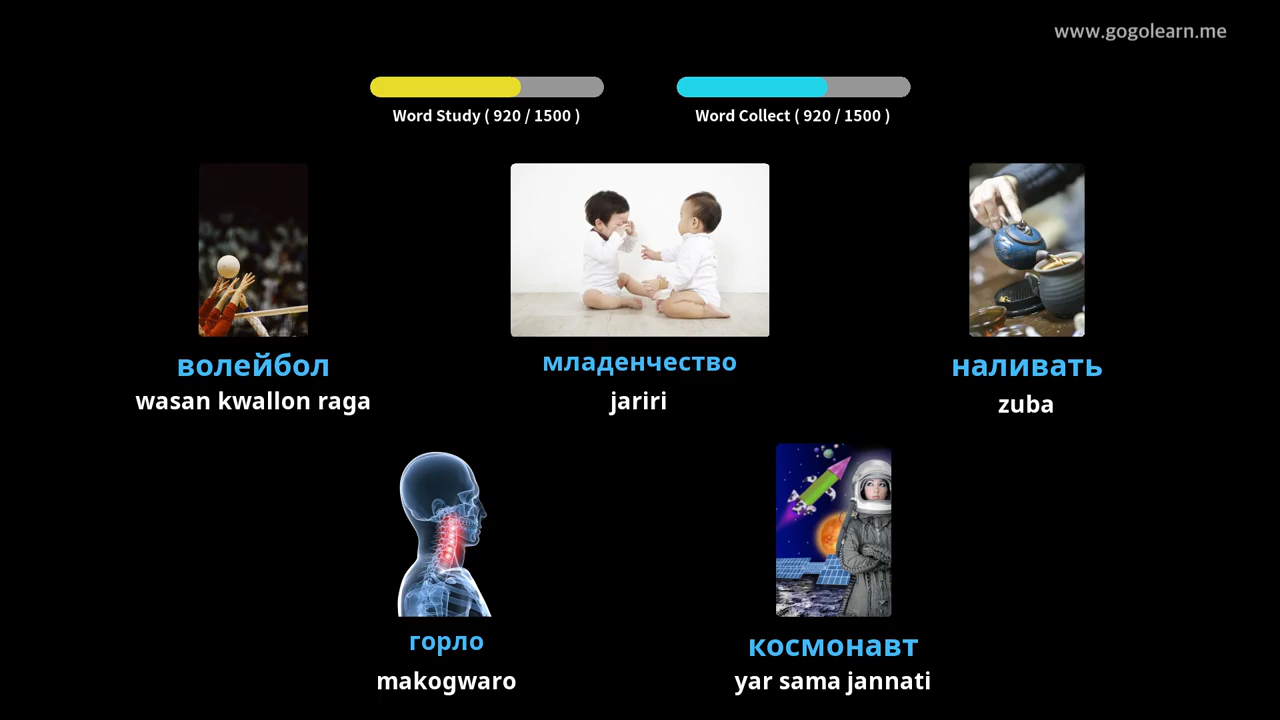 www.gogolearn.me
Word Study ( 920 / 1500 )
Word Collect ( 920 / 1500 )
волейбол
wasan kwallon raga
младенчество
jariri
наливать
zuba
горло
makogwaro
космонавт
yar sama jannati